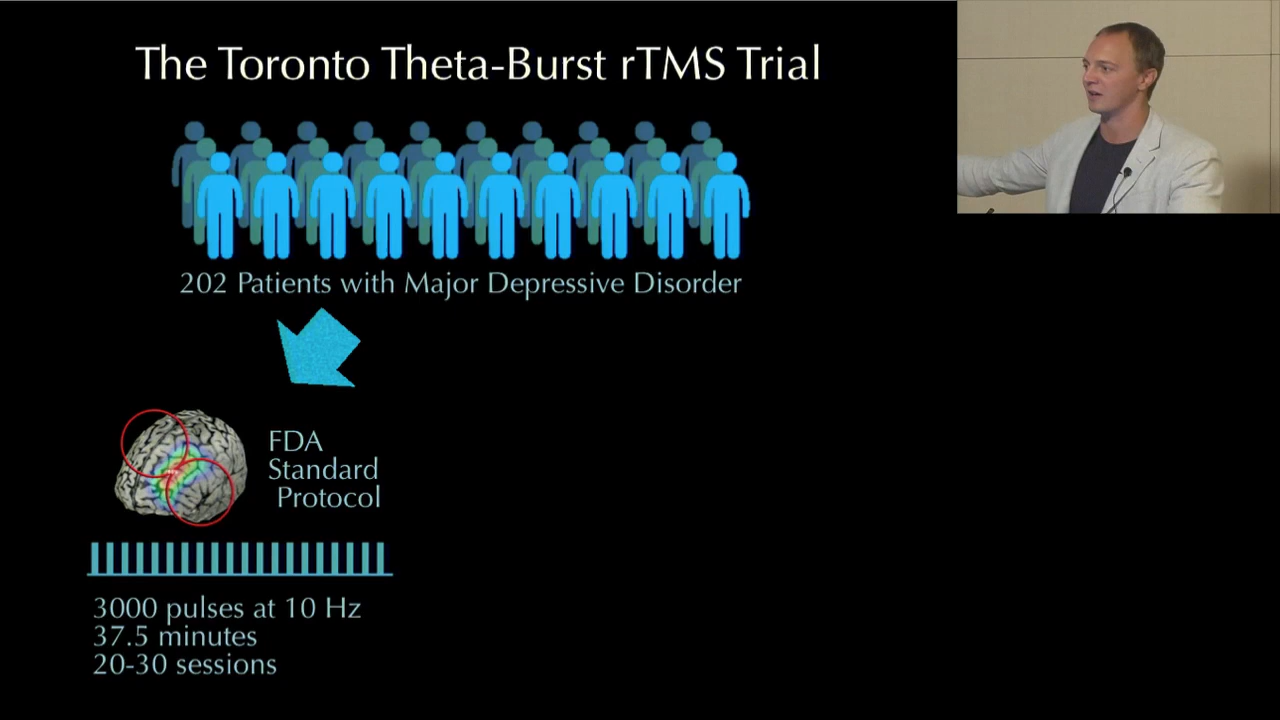 The Toronto Theta-Burst rTMS Trial
202 Patients with Major Depressive Disorder
FDA
Standard
Protocol
3000 pulses at 10 Hz
37.5 minutes
20-30 sessions